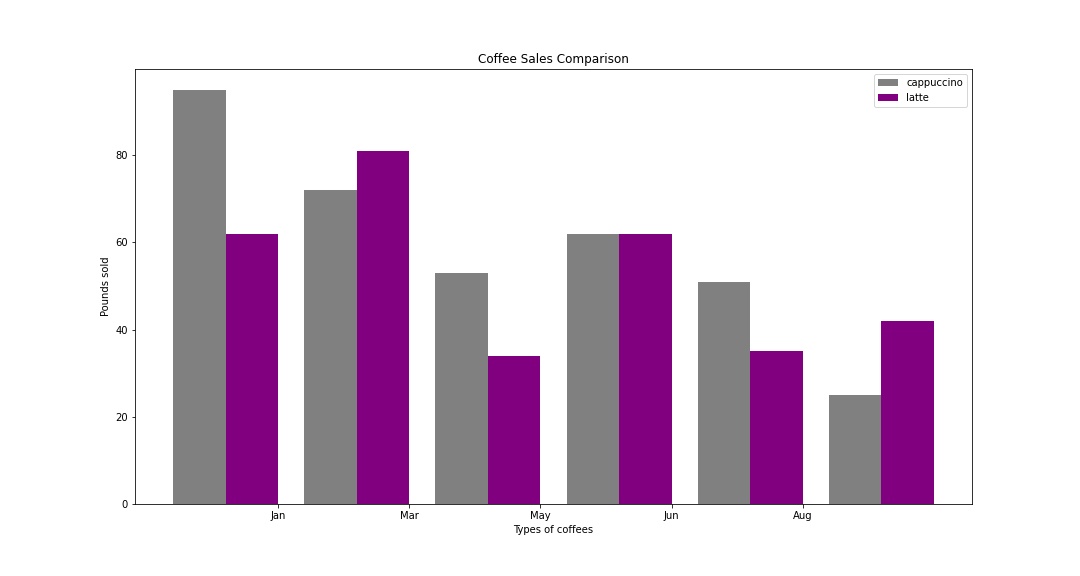 Coffee Sales Comparison
cappuccino
latte
Pounds sold
80
60
40
20
0
Jan Mar May Jun Aug
Types of coffees